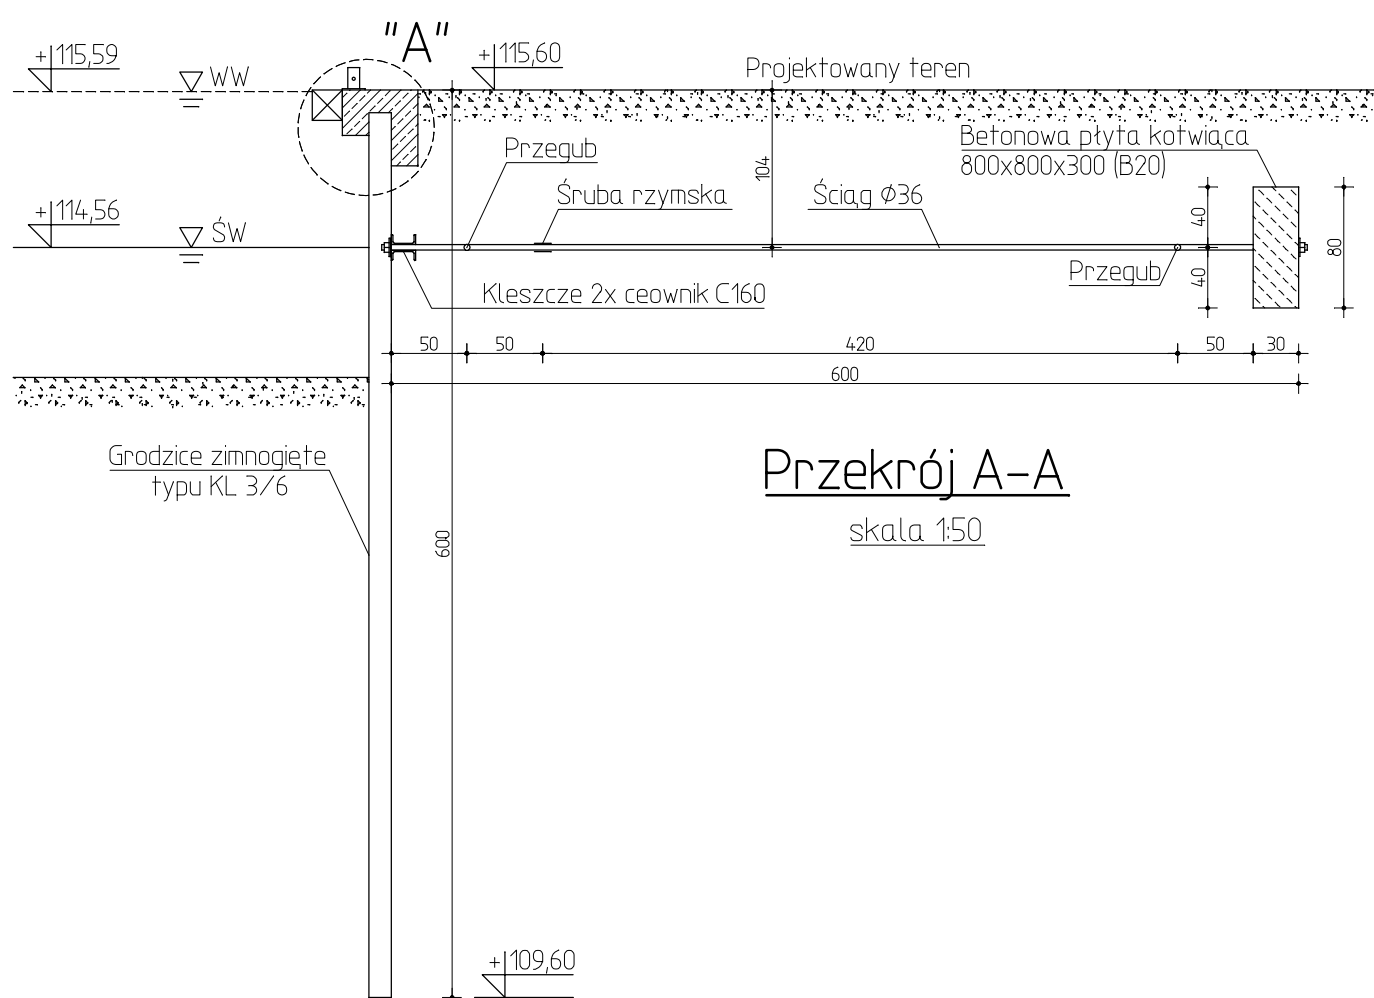 "A"
+115,59
WW
+115,60
Projektowany teren
Betonowa płyta kotwiąca
800x800x300 (B20)
Przegub
104
Śruba rzymska
Ściąg Ø36
+114,56
ŚW
40
80
Przegub
40
Kleszcze 2x ceownik C160
50
50
420
50
30
600
Grodzice zimnogięte
typu KL 3/6
Przekrój A-A
skala 1:50
600
+109,60